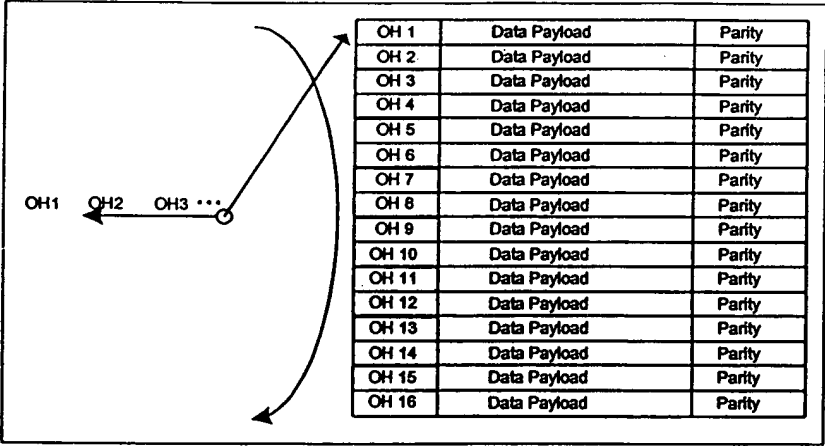 OH 1 Data Payload Parity
OH 2 Data Payload Parity
OH 3 Data Payload Parity
OH 4 Data Payload Parity
OH 5 Data Payload Parity
OH 6 Data Payload Parity
OH 7 Data Payload Parity
OH1 OH2 OH3 ···
OH 8 Data Payload Parity
OH 9 Data Payload Parity
OH 10 Data Payload Parity
OH 11 Data Payload Parity
OH 12 Data Payload Parity
OH 13 Data Payload Parity
OH 14 Data Payload Parity
OH 15 Data Payload Parity
OH 16 Data Payload Parity